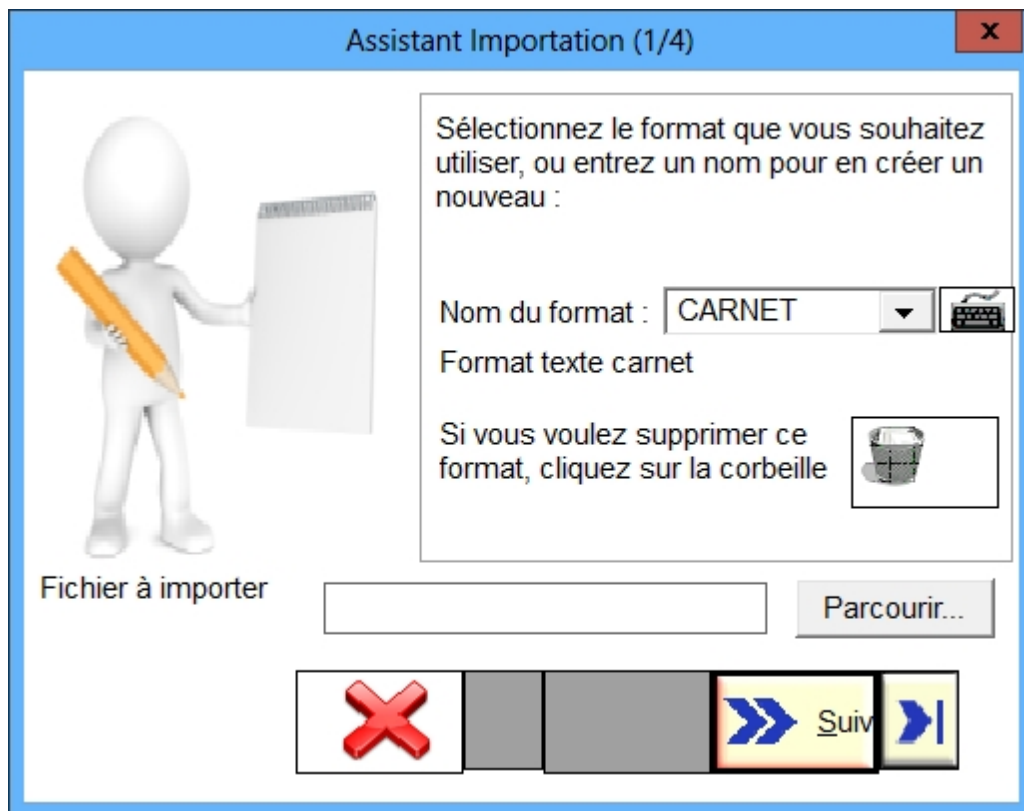 Assistant Importation (1/4)
x
Sélectionnez le format que vous souhaitez
utiliser, ou entrez un nom pour en créer un
nouveau :
Nom du format : CARNET
Format texte carnet
Si vous voulez supprimer ce
format, cliquez sur la corbeille
Fichier à importer
Parcourir...
Suiv